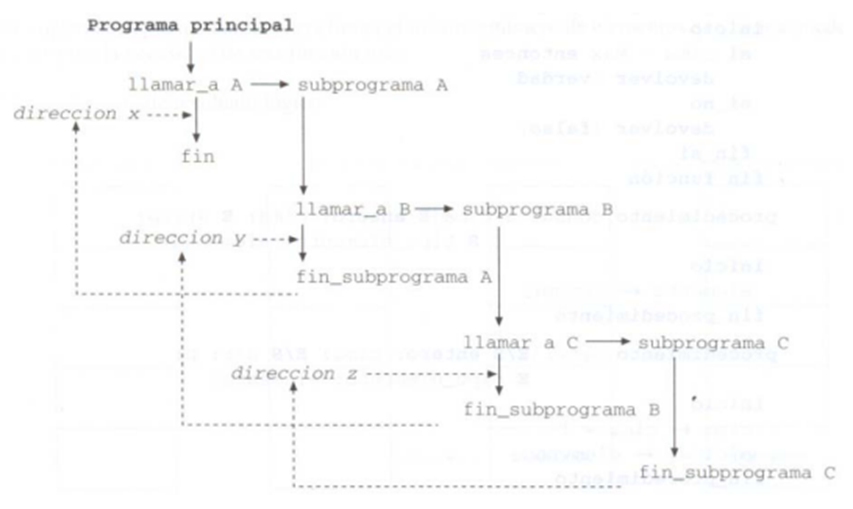 Programa principal
llamar_a A subprograma A
direccion x
fin
llamar_a B subprograma B
direccion y
fin_subprograma A
llamar a C subprograma C
direccion z
fin_subprograma B
fin_subprograma C